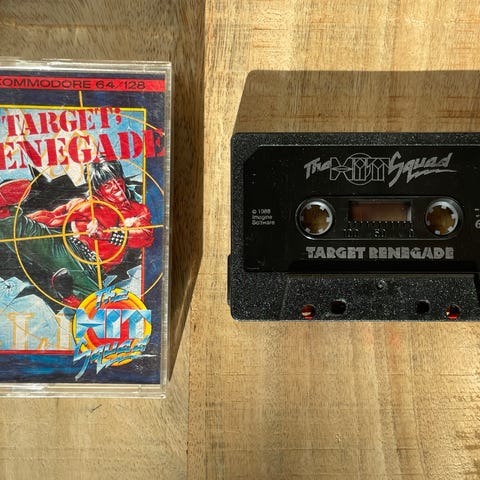 COMMODORE 64/128
TARGET;
RENEGADE
The
HIT
Squad
The HIT Squad
© 1988
Imagine
Software
TARGET RENEGADE